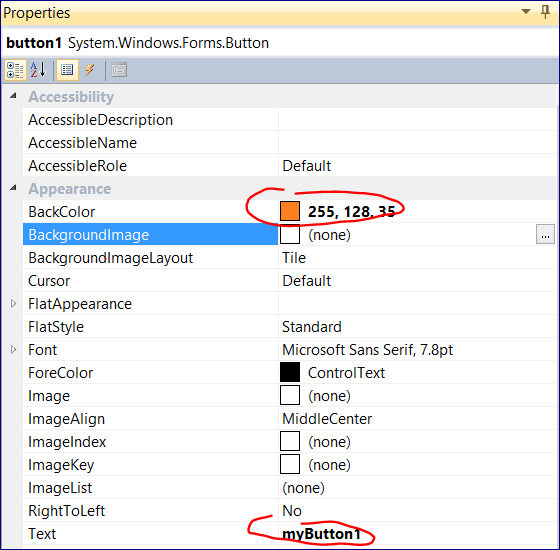 Properties
button1 System.Windows.Forms.Button
A Z
Accessibility
AccessibleDescription
AccessibleName
AccessibleRole Default
Appearance
BackColor 255, 128, 35
BackgroundImage (none) ...
BackgroundImageLayout Tile
Cursor Default
FlatAppearance
FlatStyle Standard
Font Microsoft Sans Serif, 7.8pt
ForeColor ControlText
Image (none)
ImageAlign MiddleCenter
ImageIndex (none)
ImageKey (none)
ImageList (none)
RightToLeft No
Text myButton1